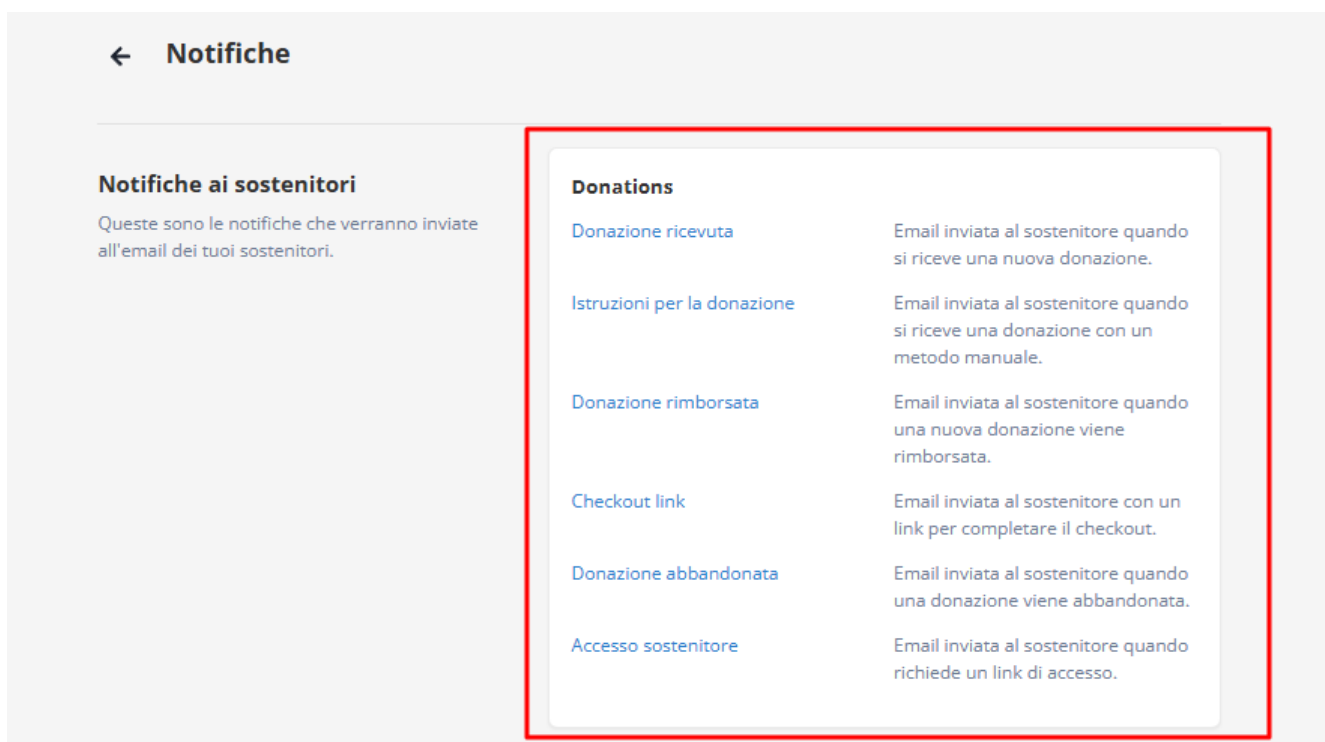 Notifiche
Notifiche ai sostenitori
Queste sono le notifiche che verranno inviate
all'email dei tuoi sostenitori.
Donations
Donazione ricevuta
Email inviata al sostenitore quando
si riceve una nuova donazione.
Istruzioni per la donazione
Email inviata al sostenitore quando
si riceve una donazione con un
metodo manuale.
Donazione rimborsata
Email inviata al sostenitore quando
una nuova donazione viene
rimborsata.
Checkout link
Email inviata al sostenitore con un
link per completare il checkout.
Donazione abbandonata
Email inviata al sostenitore quando
una donazione viene abbandonata.
Accesso sostenitore
Email inviata al sostenitore quando
richiede un link di accesso.